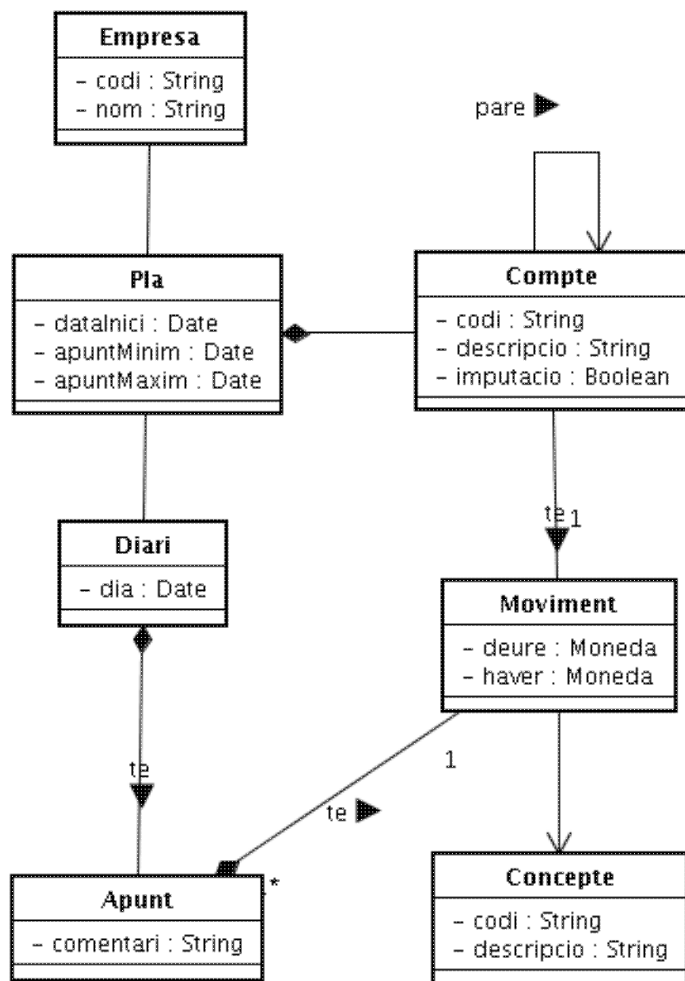 Empresa
- codi : String
- nom : String
pare
Pla
- dataInici : Date
- apuntMinim : Date
- apuntMaxim : Date
Compte
- codi : String
- descripcio : String
- imputacio : Boolean
te
1
Diari
- dia : Date
Moviment
- deure : Moneda
- haver : Moneda
te
1
te
Apunt
- comentari : String
.*
Concepte
- codi : String
- descripcio : String